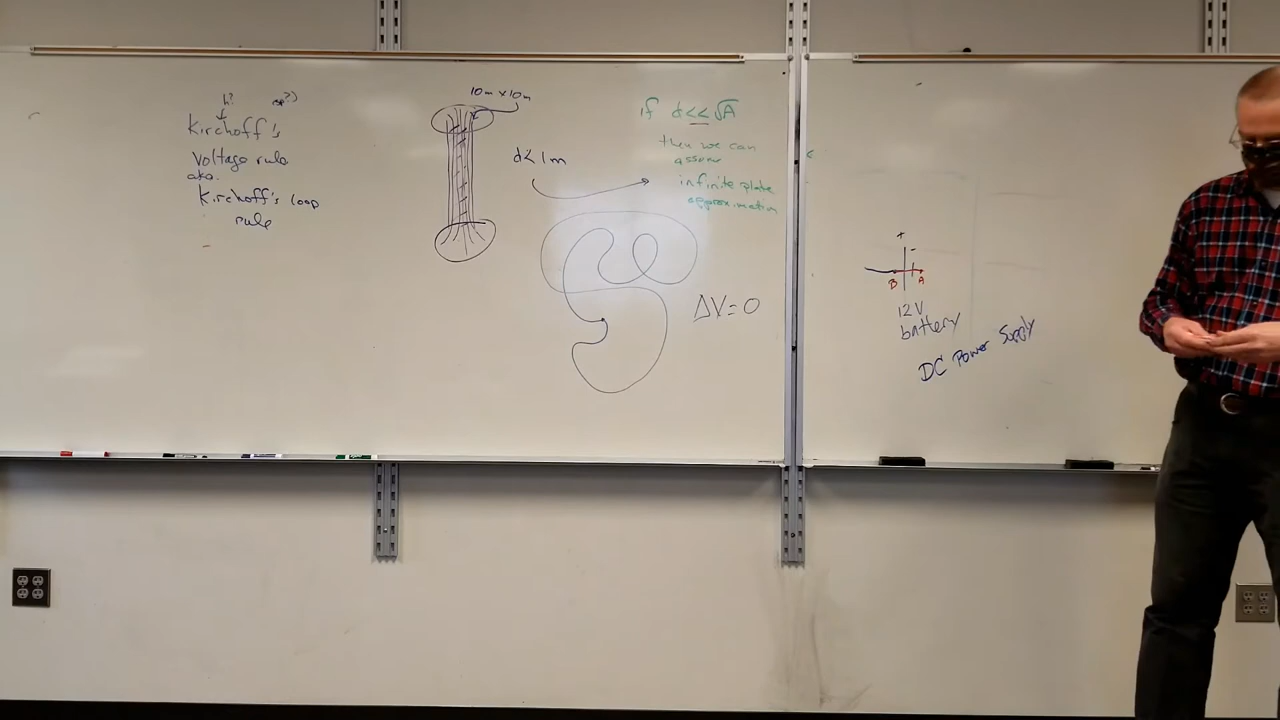 h?
Kirchoff's
Voltage rule
aka.
Kirchoff's loop
rule
10m x 10m
d < 1m
if d << √A
then we can
assume
infinite plate
approximation
ΔV = 0
+
-
B A
12V
battery
DC Power Supply